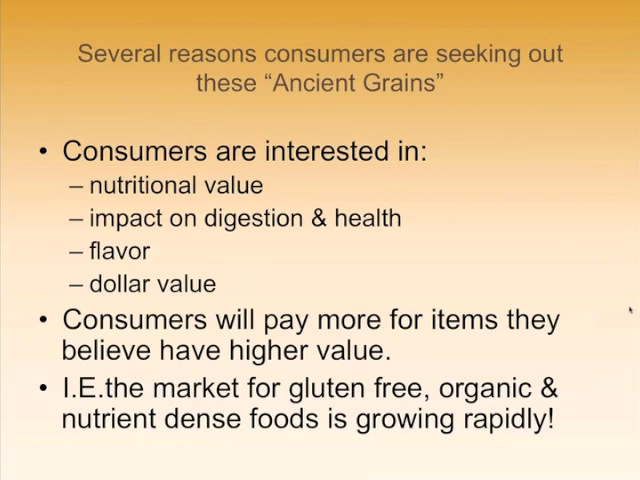 Several reasons consumers are seeking out
these “Ancient Grains”
• Consumers are interested in:
– nutritional value
– impact on digestion & health
– flavor
– dollar value
• Consumers will pay more for items they
believe have higher value.
• I.E.the market for gluten free, organic &
nutrient dense foods is growing rapidly!